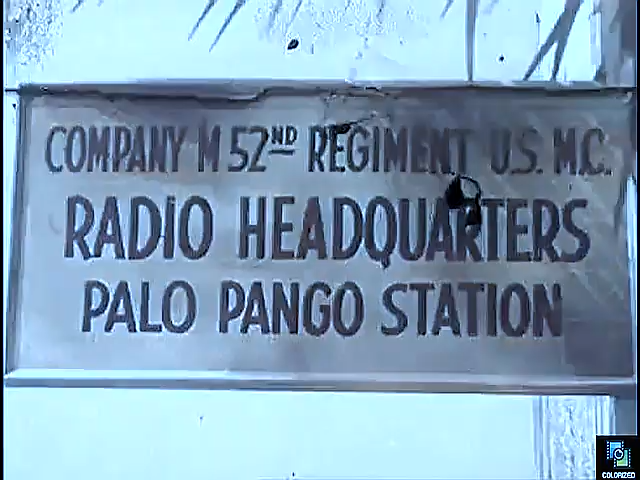 COMPANY M 52ND REGIMENT U.S. M.C.
RADIO HEADQUARTERS
PALO PANGO STATION
COLORIZED